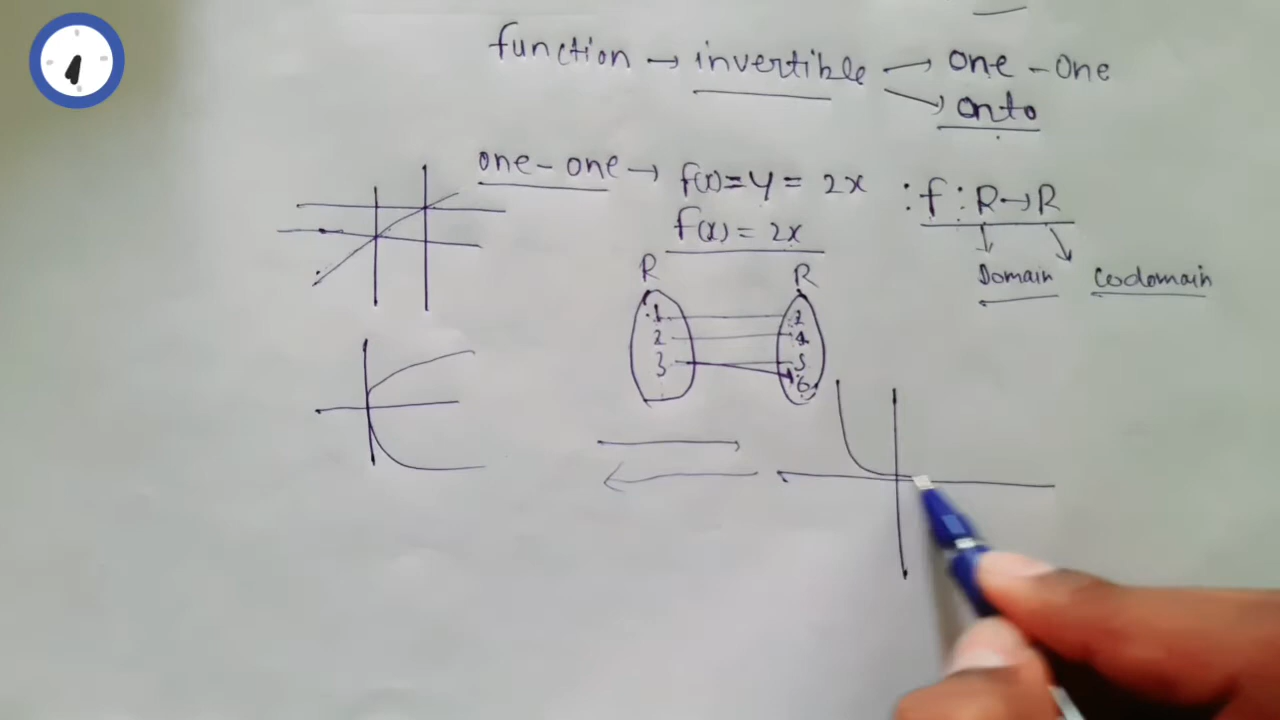 function → invertible → one - one
→ onto
one - one → f(x) = y = 2x : f : R → R
f(x) = 2x
Domain Codomain
R R
1 2
2 4
3 5
6